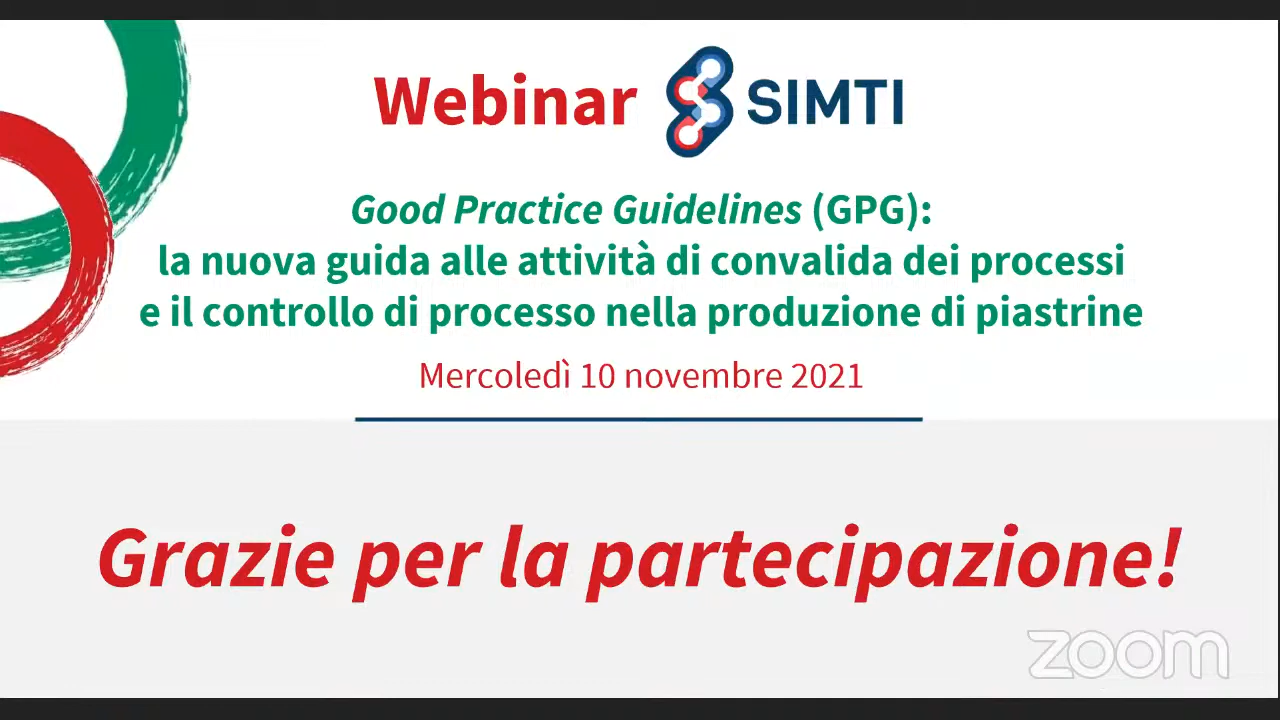 Webinar SIMTI
Good Practice Guidelines (GPG):
la nuova guida alle attività di convalida dei processi
e il controllo di processo nella produzione di piastrine
Mercoledì 10 novembre 2021
Grazie per la partecipazione!
zoom